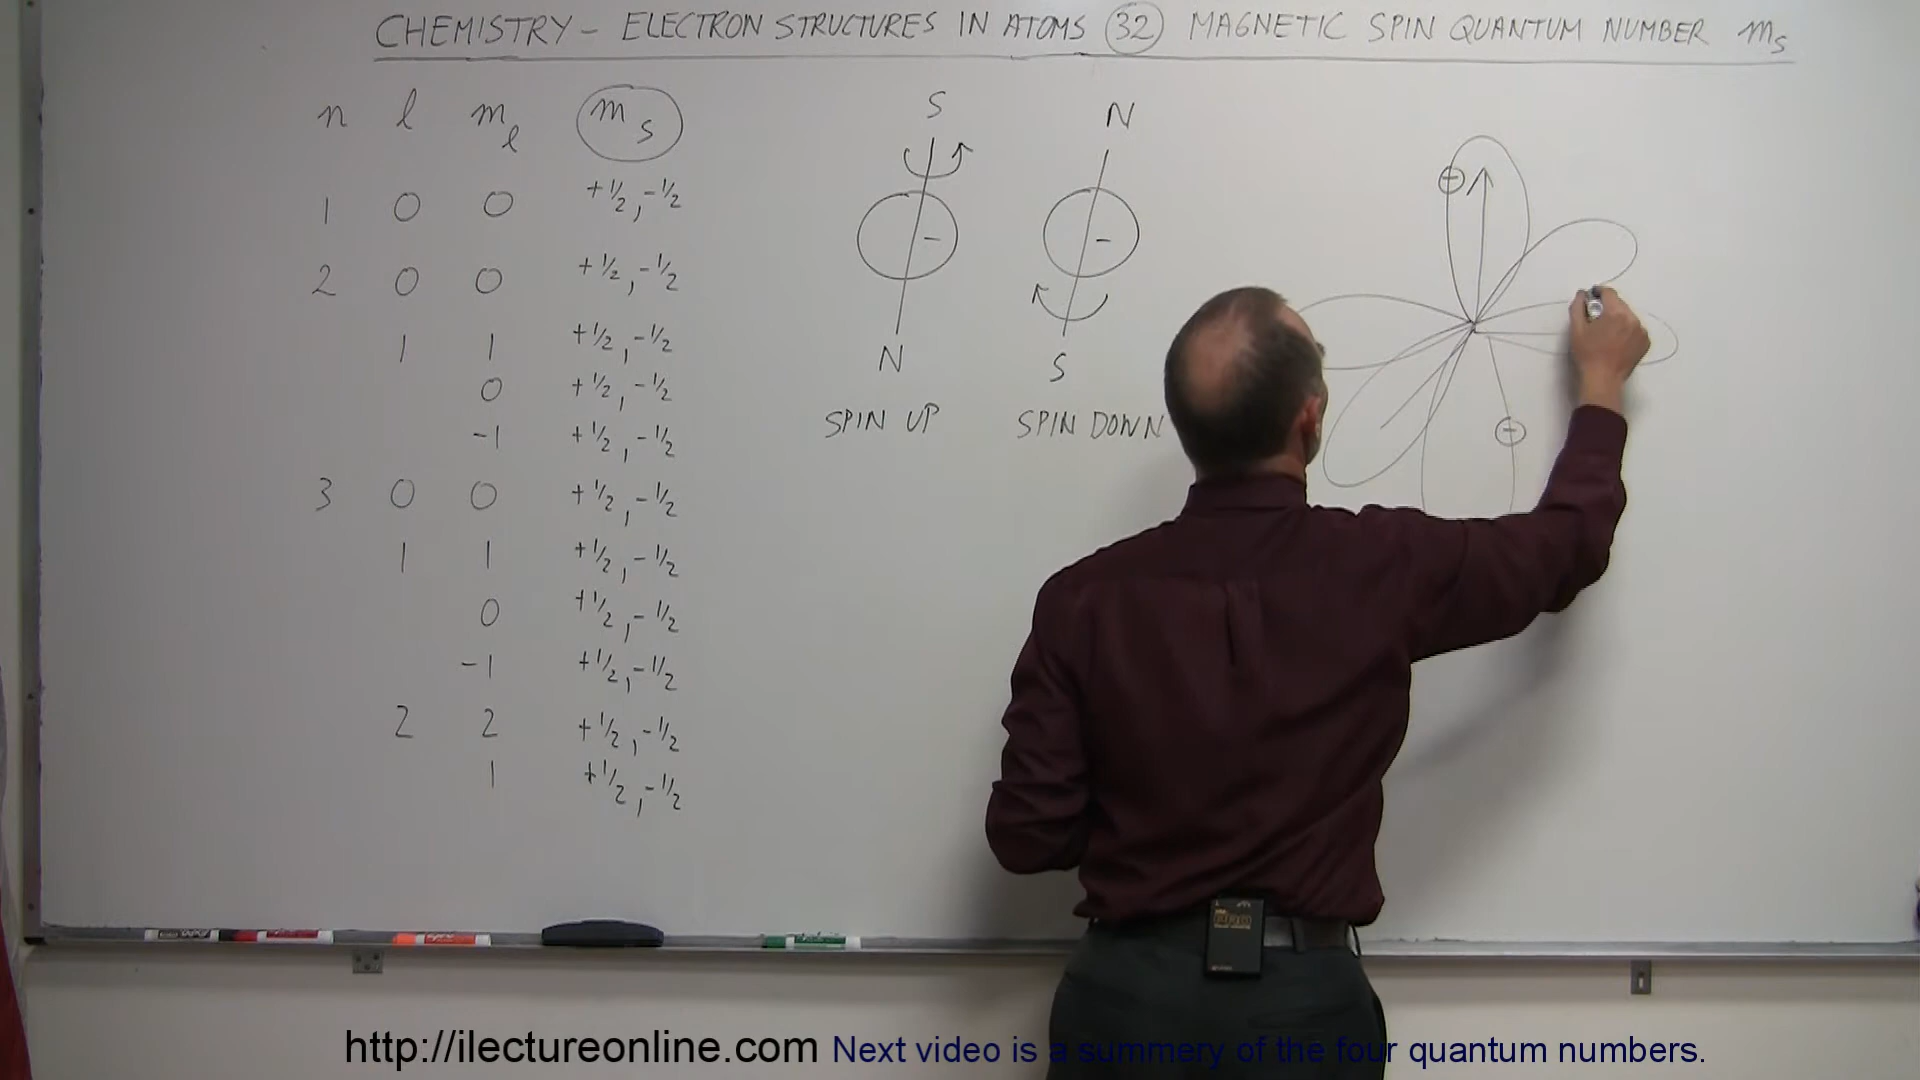 CHEMISTRY - ELECTRON STRUCTURES IN ATOMS 32 MAGNETIC SPIN QUANTUM NUMBER ms
n l ml ms
1 0 0 +1/2, -1/2
2 0 0 +1/2, -1/2
1 1 +1/2, -1/2
0 +1/2, -1/2
-1 +1/2, -1/2
3 0 0 +1/2, -1/2
1 1 +1/2, -1/2
0 +1/2, -1/2
-1 +1/2, -1/2
2 2 +1/2, -1/2
1 +1/2, -1/2
S N
- -
N S
SPIN UP SPIN DOWN
-
-
http://ilectureonline.com Next video is a summery of the four quantum numbers.